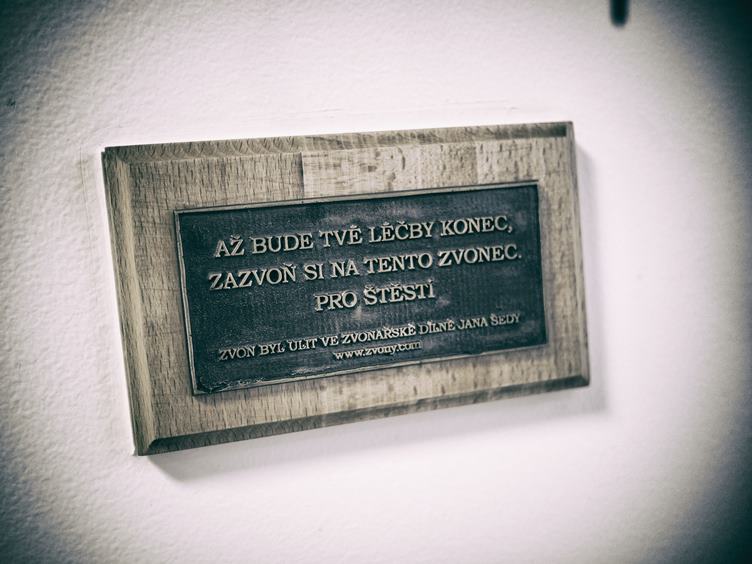 AŽ BUDE TVÉ LÉČBY KONEC,
ZAZVOŇ SI NA TENTO ZVONEC.
PRO ŠTĚSTÍ
ZVON BYL ULIT VE ZVONAŘSKÉ DÍLNĚ JANA ŠEDY
www.zvony.com